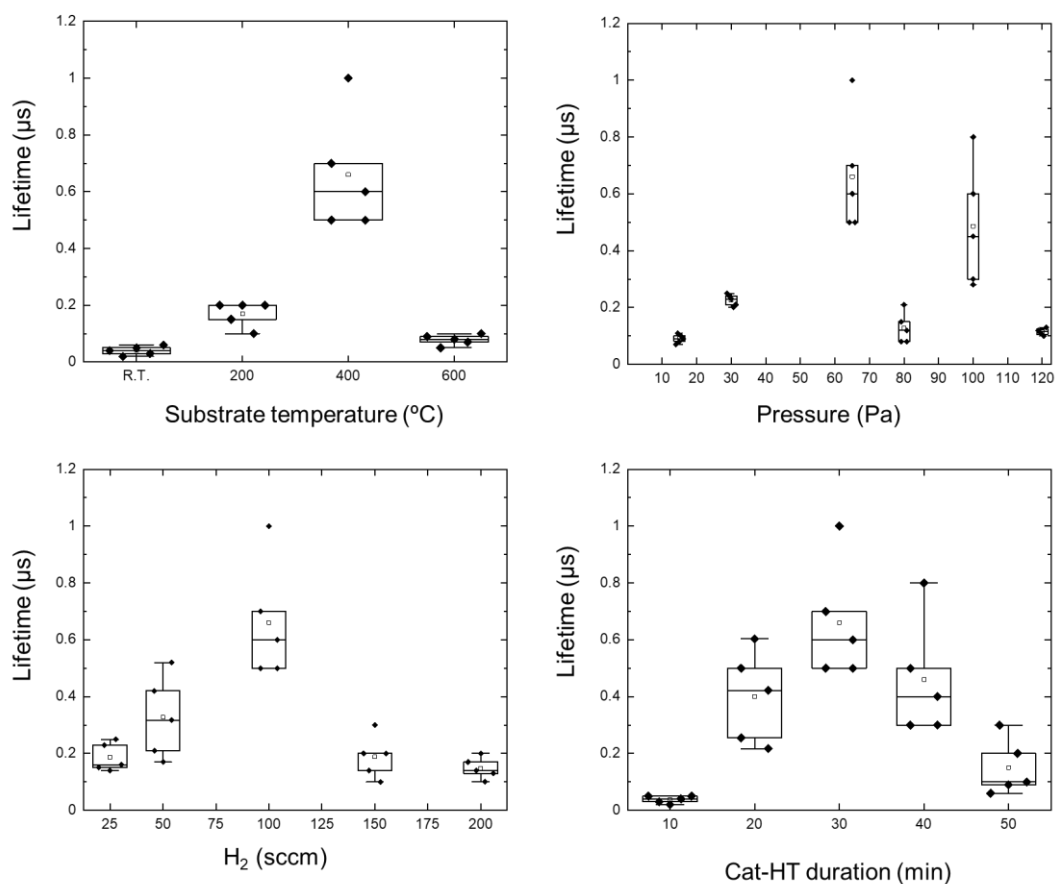 1.2
1
0.8
0.6
0.4
0.2
0
Lifetime (µs)
R.T. 200 400 600
Substrate temperature (ºC)
1.2
1
0.8
0.6
0.4
0.2
0
Lifetime (µs)
10 20 30 40 50 60 70 80 90 100 110 120
Pressure (Pa)
1.2
1
0.8
0.6
0.4
0.2
0
Lifetime (µs)
25 50 75 100 125 150 175 200
H₂ (sccm)
1.2
1
0.8
0.6
0.4
0.2
0
Lifetime (µs)
10 20 30 40 50
Cat-HT duration (min)